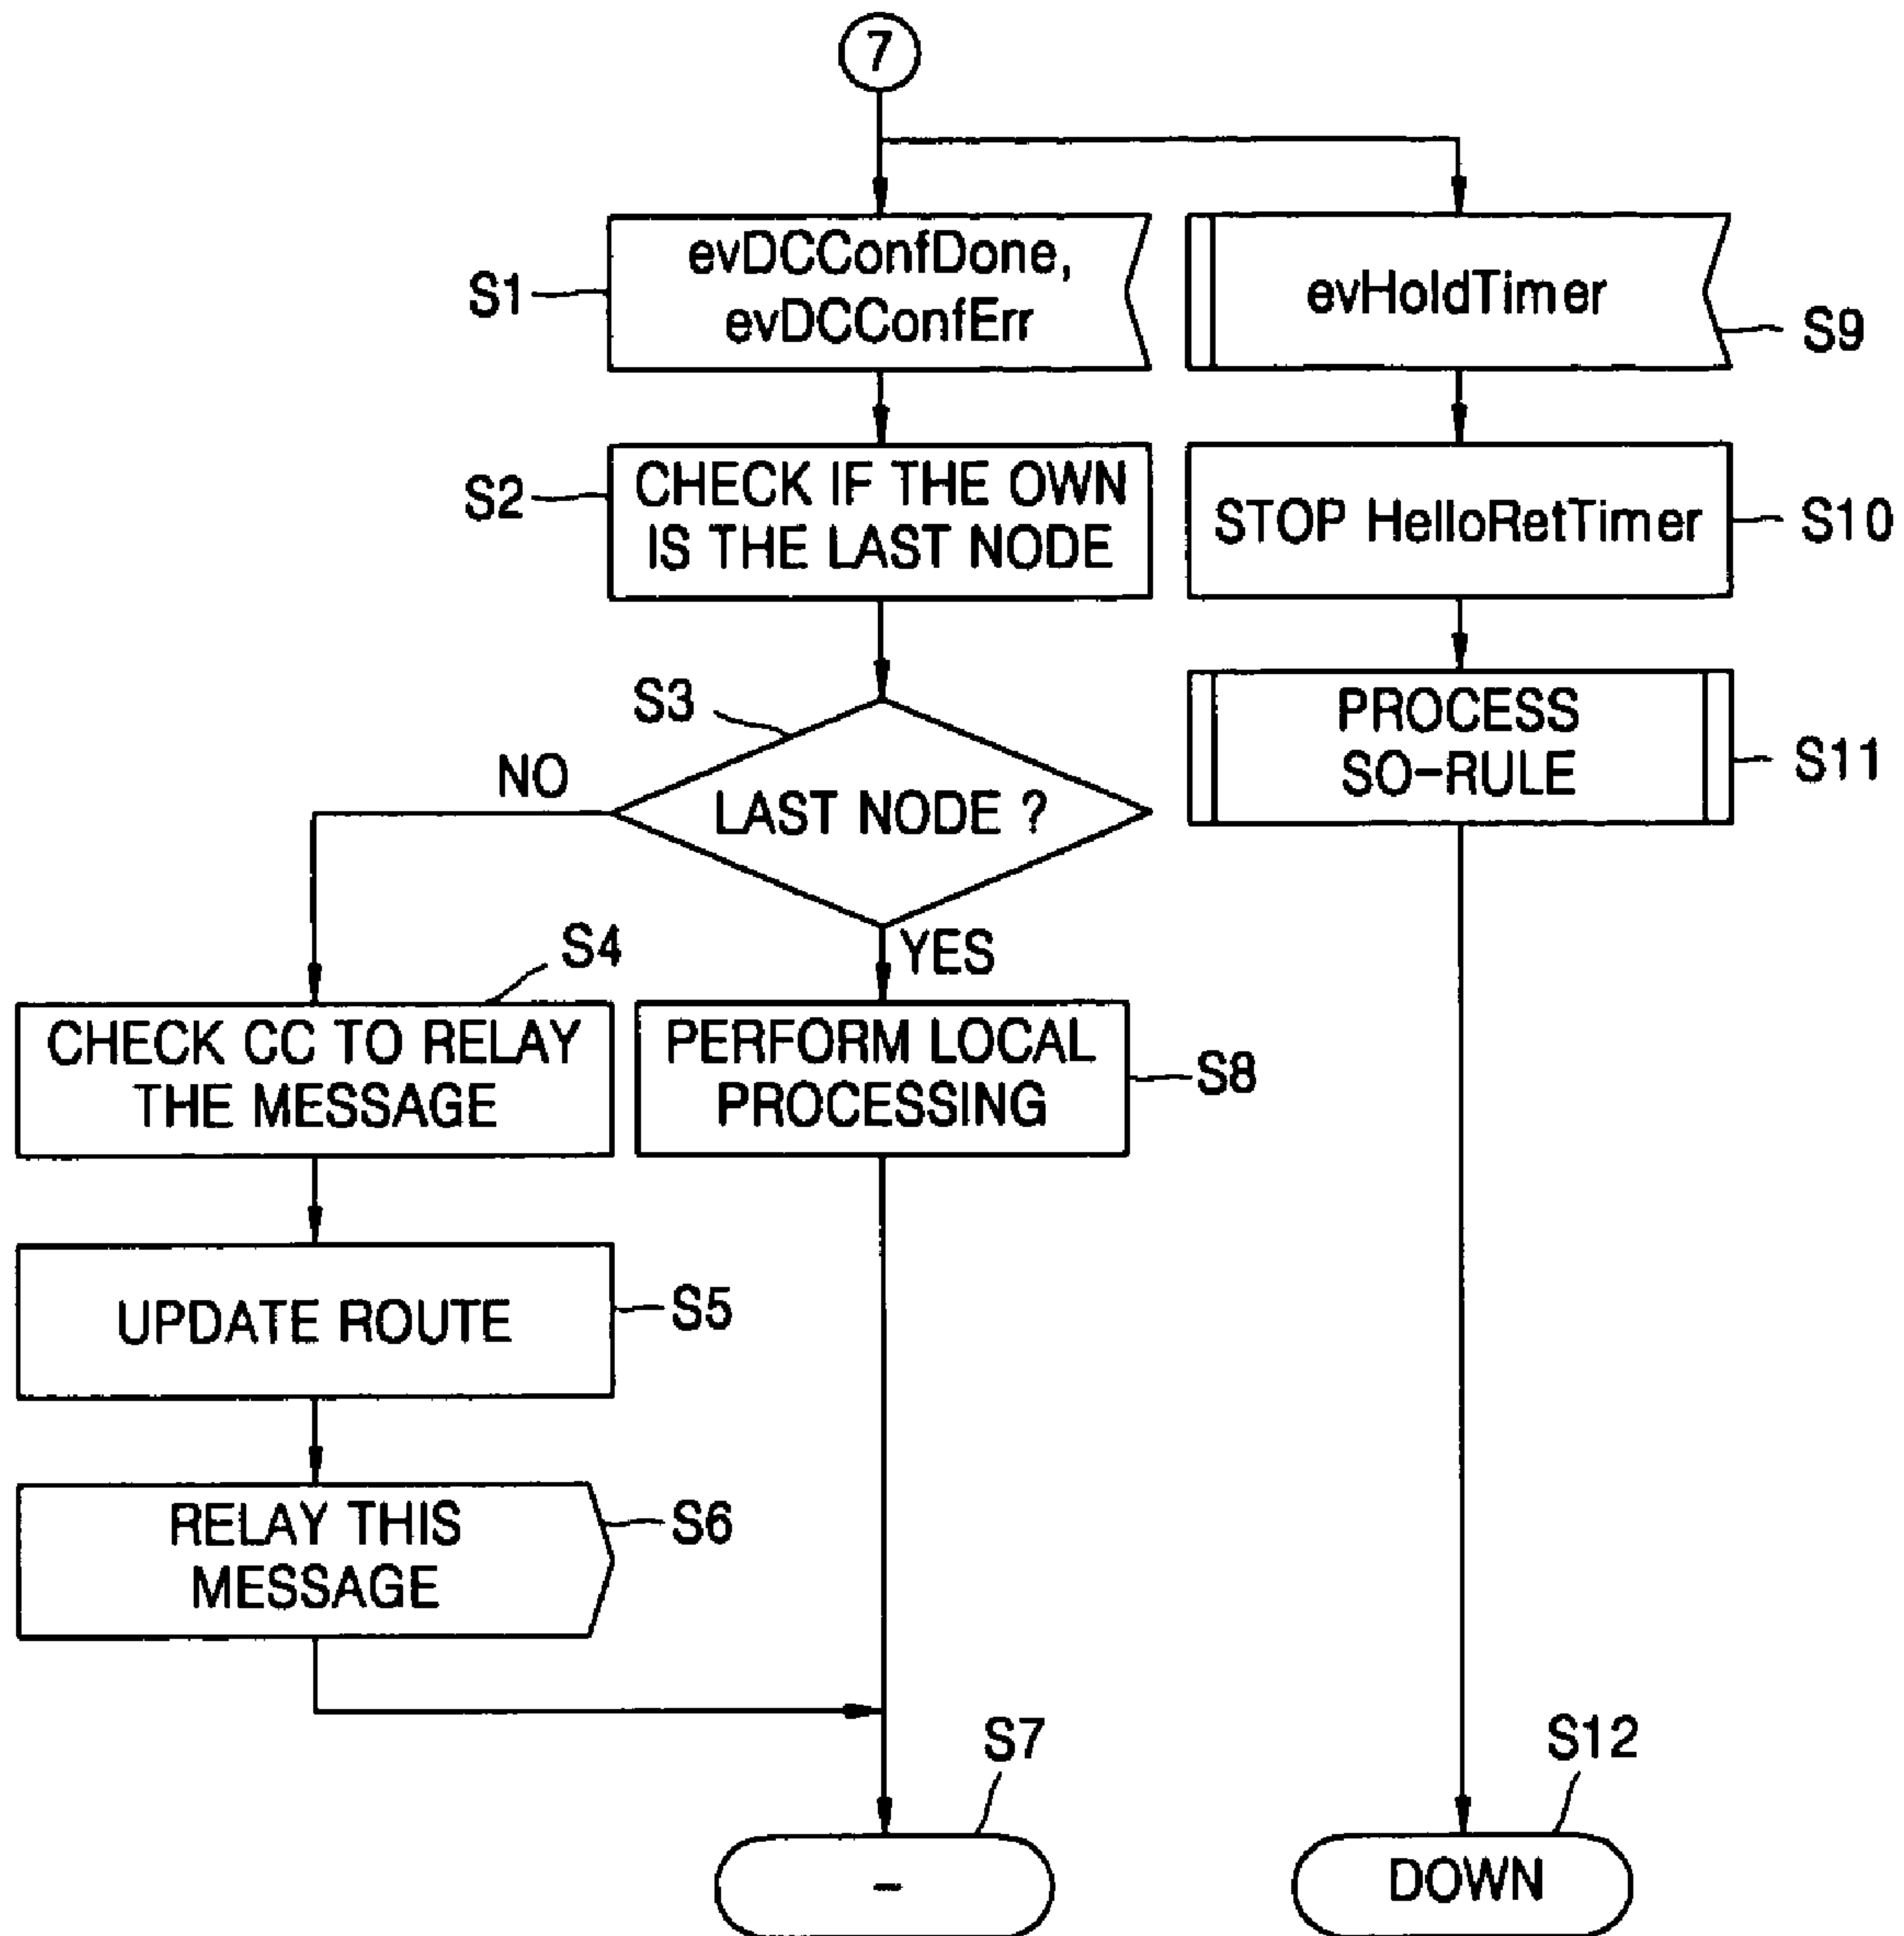 7
S1
evDCConfDone,
evDCConfErr
evHoldTimer
S9
S2
CHECK IF THE OWN
IS THE LAST NODE
STOP HelloRetTimer
S10
S3
LAST NODE ?
NO
YES
PROCESS
SO-RULE
S11
S4
CHECK CC TO RELAY
THE MESSAGE
PERFORM LOCAL
PROCESSING
S8
UPDATE ROUTE
S5
RELAY THIS
MESSAGE
S6
S7
-
S12
DOWN